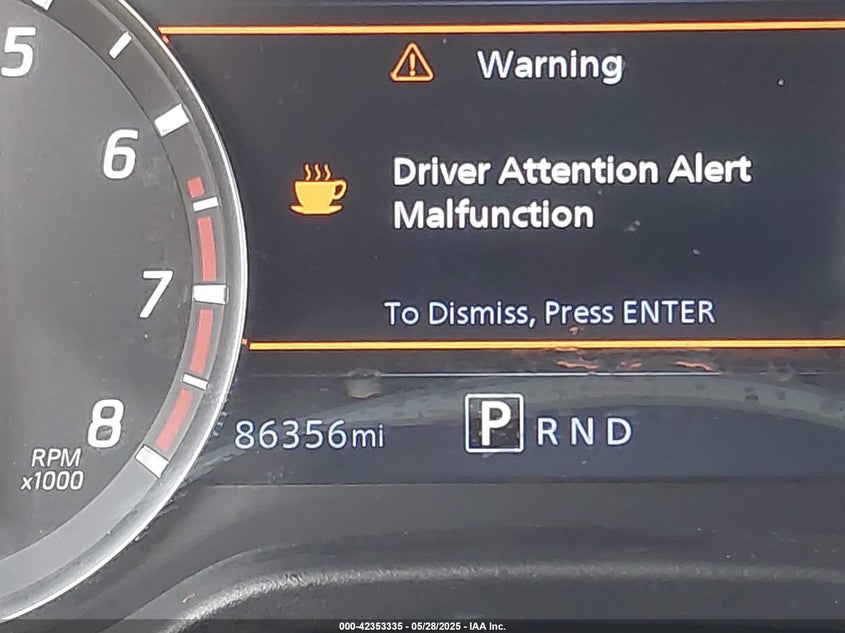 5
6
7
8
RPM
x1000
Warning
Driver Attention Alert
Malfunction
To Dismiss, Press ENTER
86356mi
P R N D
000-42353335 - 05/28/2025 - IAA Inc.